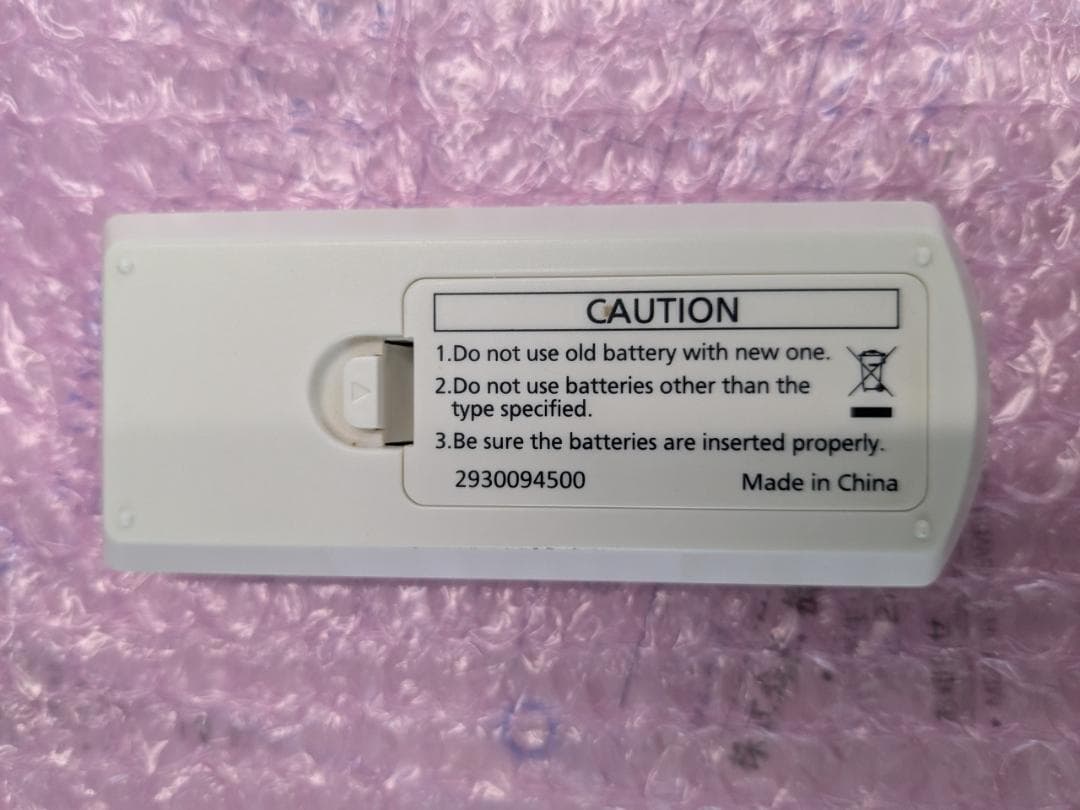 CAUTION
1.Do not use old battery with new one.
2.Do not use batteries other than the
type specified.
3.Be sure the batteries are inserted properly.
2930094500
Made in China